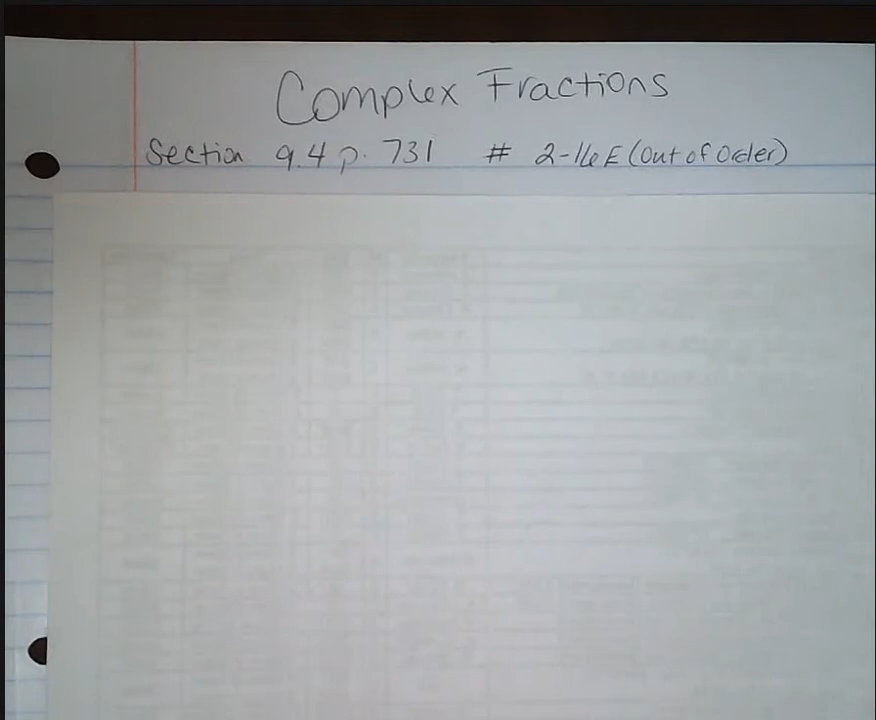 Complex Fractions
Section 9.4 p. 731 # 2-16 E (Out of Order)